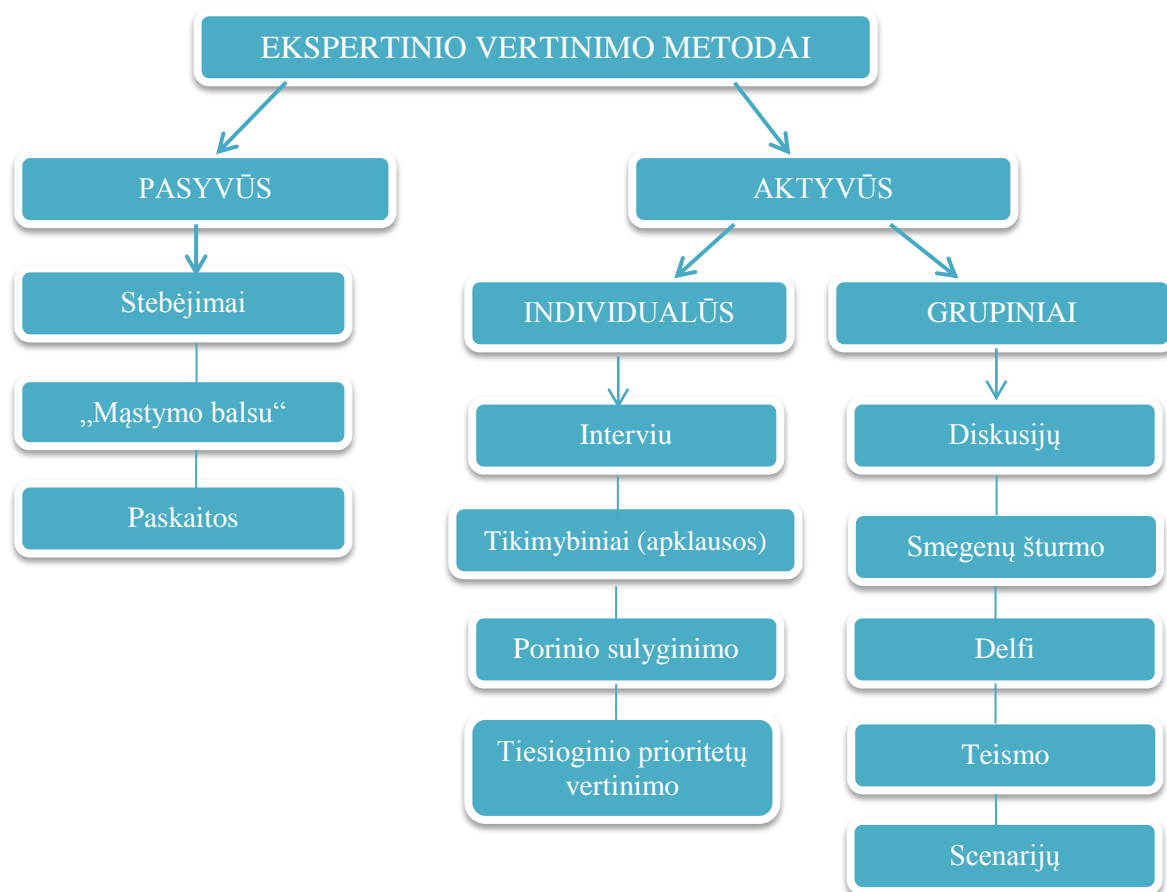 EKSPERTINIO VERTINIMO METODAI
PASYVŪS
Stebėjimai
„Mąstymo balsu“
Paskaitos
AKTYVŪS
INDIVIDUALŪS
Interviu
Tikimybiniai (apklausos)
Porinio sulyginimo
Tiesioginio prioritetų
vertinimo
GRUPINIAI
Diskusijų
Smegenų šturmo
Delfi
Teismo
Scenarijų